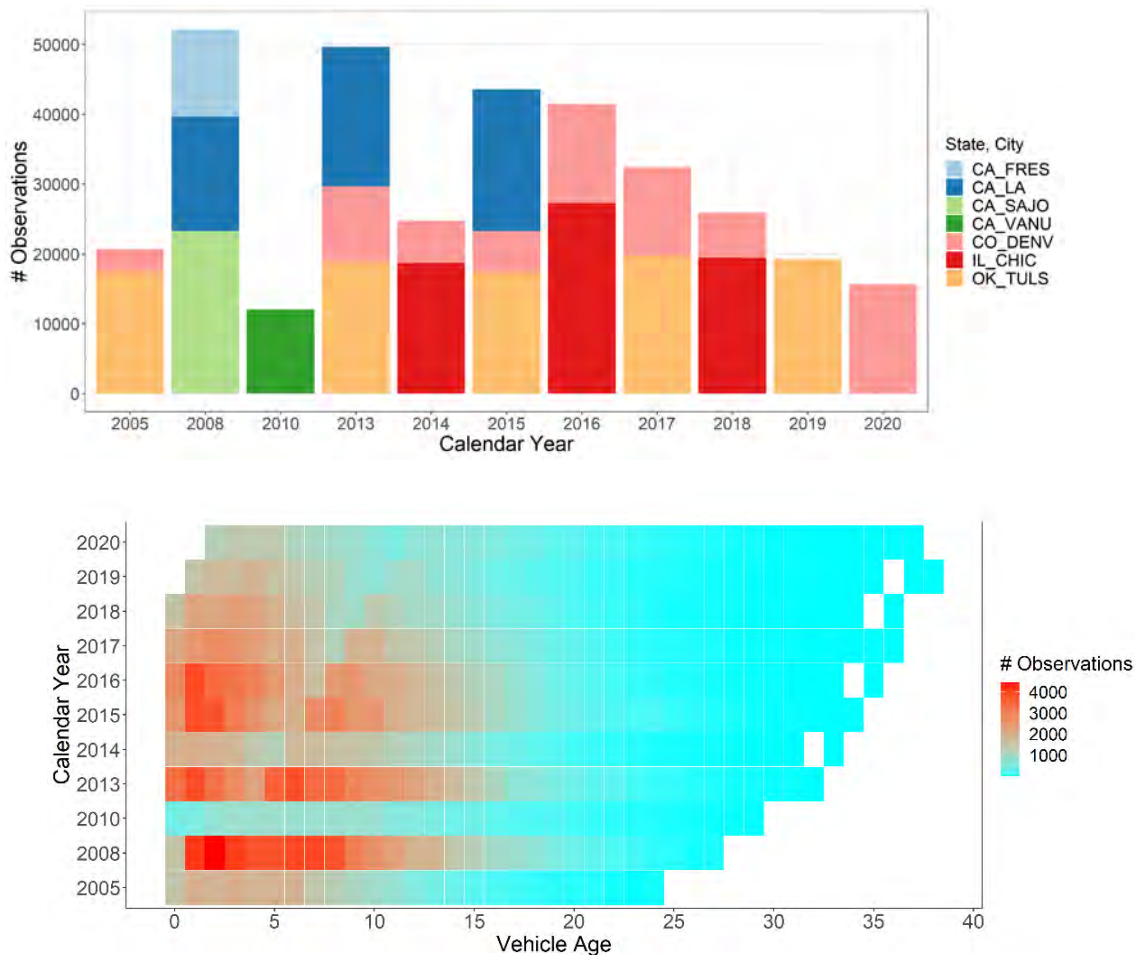 50000
40000
30000
20000
10000
0
# Observations
2005 2008 2010 2013 2014 2015 2016 2017 2018 2019 2020
Calendar Year
State, City
CA_FRES
CA_LA
CA_SAJO
CA_VANU
CO_DENV
IL_CHIC
OK_TULS
2020
2019
2018
2017
2016
2015
2014
2013
2010
2008
2005
Calendar Year
0 5 10 15 20 25 30 35 40
Vehicle Age
# Observations
4000
3000
2000
1000